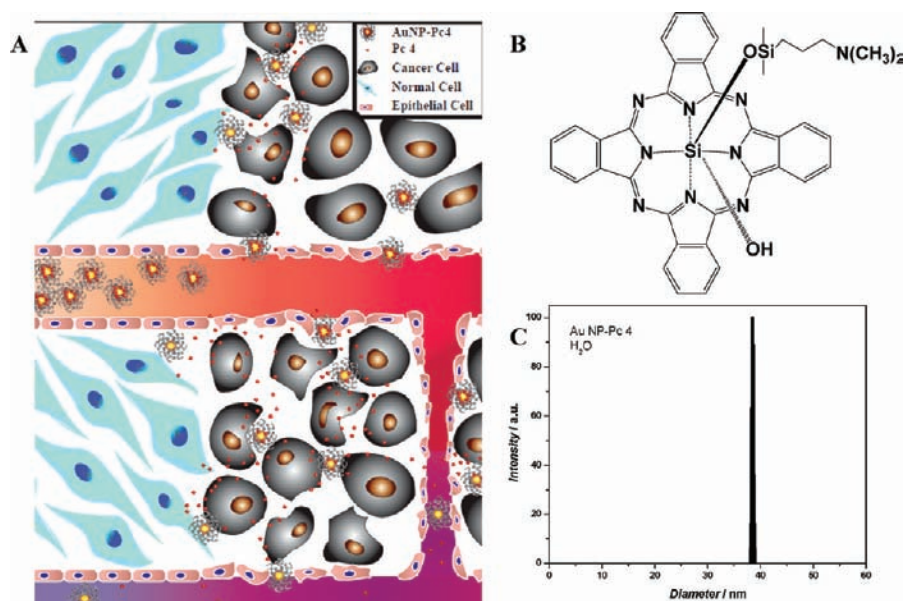 A
AuNP-Pc4
Pc 4
Cancer Cell
Normal Cell
Epithelial Cell
B
OSi
N(CH₃)₂
N
N
N
N
Si
N
N
N
N
OH
C
Au NP-Pc 4
H₂O
Intensity / a.u.
100
80
60
40
20
0
0 10 20 30 40 50 60
Diameter / nm